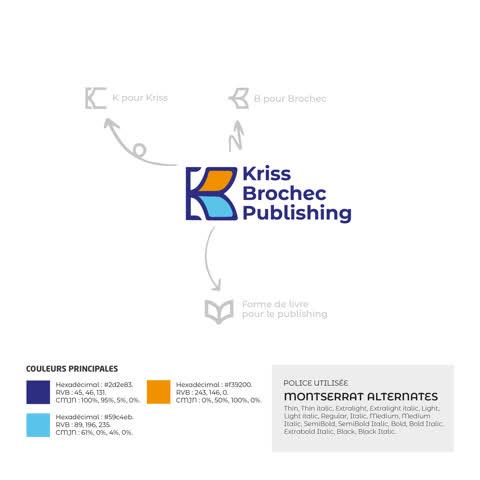 K pour Kriss
B pour Brochec
Kriss
Brochec
Publishing
Forme de livre
pour le publishing
COULEURS PRINCIPALES
Hexadécimal : #2d2e83.
RVB : 45, 46, 131.
CMJN : 100%, 95%, 5%, 0%.
Hexadécimal : #f39200.
RVB : 243, 146, 0.
CMJN : 0%, 50%, 100%, 0%.
Hexadécimal : #59c4eb.
RVB : 89, 196, 235.
CMJN : 61%, 0%, 4%, 0%.
POLICE UTILISÉE
MONTSERRAT ALTERNATES
Thin, Thin italic, Extralight, Extralight italic, Light,
Light italic, Regular, Italic, Medium, Medium
Italic, SemiBold, SemiBold Italic, Bold, Bold Italic,
Extrabold Italic, Black, Black Italic.